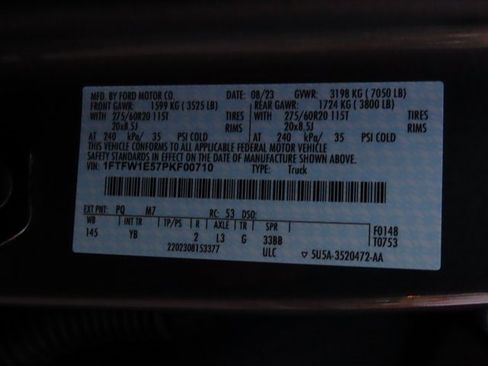 MFD. BY FORD MOTOR CO. DATE: 08/23 GVWR: 3198 KG ( 7050 LB)
FRONT GAWR: 1599 KG ( 3525 LB) REAR GAWR: 1724 KG ( 3800 LB)
WITH 275/60R20 115T TIRES WITH 275/60R20 115T TIRES
20x8.5J RIMS 20x8.5J RIMS
AT 240 kPa/ 35 PSI COLD AT 240 kPa/ 35 PSI COLD
THIS VEHICLE CONFORMS TO ALL APPLICABLE FEDERAL MOTOR VEHICLE
SAFETY STANDARDS IN EFFECT ON THE DATE OF MANUFACTURE SHOWN ABOVE.
VIN: 1FTFW1E57PKF00710 TYPE: Truck
EXT PNT: PQ M7 RC: 53 DSO: F0148
WB INT TR TP/PS R AXLE TR SPR T0753
145 YB 2 L3 G 33BB
2202308153377 ULC 5U5A-3520472-AA